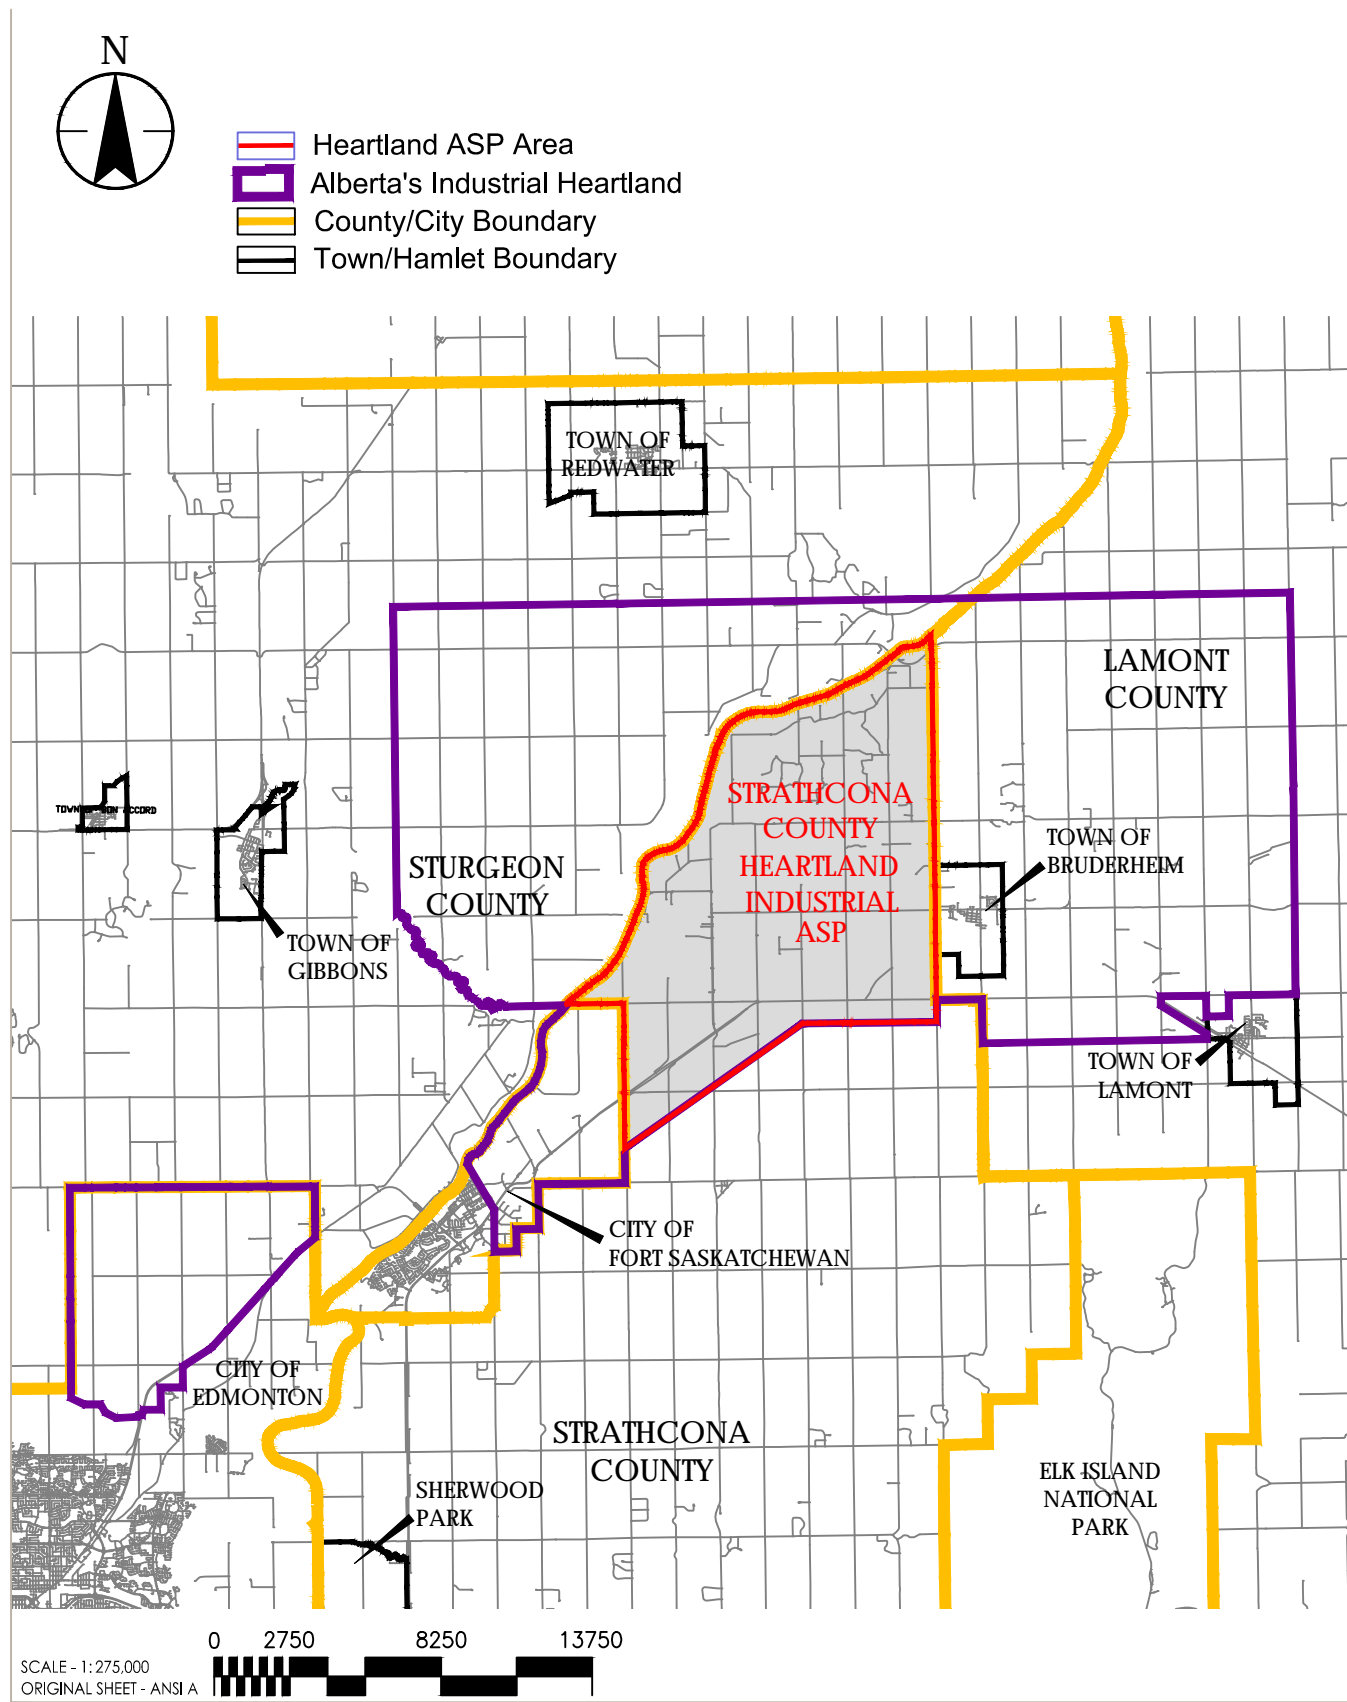 N
Heartland ASP Area
Alberta's Industrial Heartland
County/City Boundary
Town/Hamlet Boundary
TOWN OF
REDWATER
LAMONT
COUNTY
STRATHCONA
COUNTY
HEARTLAND
INDUSTRIAL
ASP
TOWN OF
BRUDERHEIM
STURGEON
COUNTY
TOWN OF
GIBBONS
TOWN OF
LAMONT
CITY OF
FORT SASKATCHEWAN
CITY OF
EDMONTON
STRATHCONA
COUNTY
SHERWOOD
PARK
ELK ISLAND
NATIONAL
PARK
0 2750 8250 13750
SCALE - 1:275,000
ORIGINAL SHEET - ANSI A